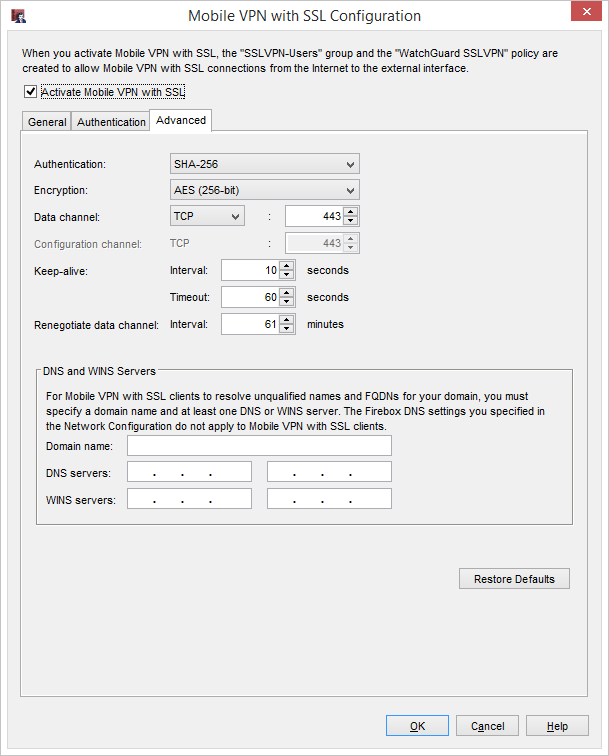 Mobile VPN with SSL Configuration
When you activate Mobile VPN with SSL, the "SSLVPN-Users" group and the "WatchGuard SSLVPN" policy are
created to allow Mobile VPN with SSL connections from the Internet to the external interface.
Activate Mobile VPN with SSL
General Authentication Advanced
Authentication: SHA-256
Encryption: AES (256-bit)
Data channel: TCP : 443
Configuration channel: TCP : 443
Keep-alive: Interval: 10 seconds
Timeout: 60 seconds
Renegotiate data channel: Interval: 61 minutes
DNS and WINS Servers
For Mobile VPN with SSL clients to resolve unqualified names and FQDNs for your domain, you must
specify a domain name and at least one DNS or WINS server. The Firebox DNS settings you specified in
the Network Configuration do not apply to Mobile VPN with SSL clients.
Domain name:
DNS servers: . . . . . .
WINS servers: . . . . . .
Restore Defaults
OK Cancel Help